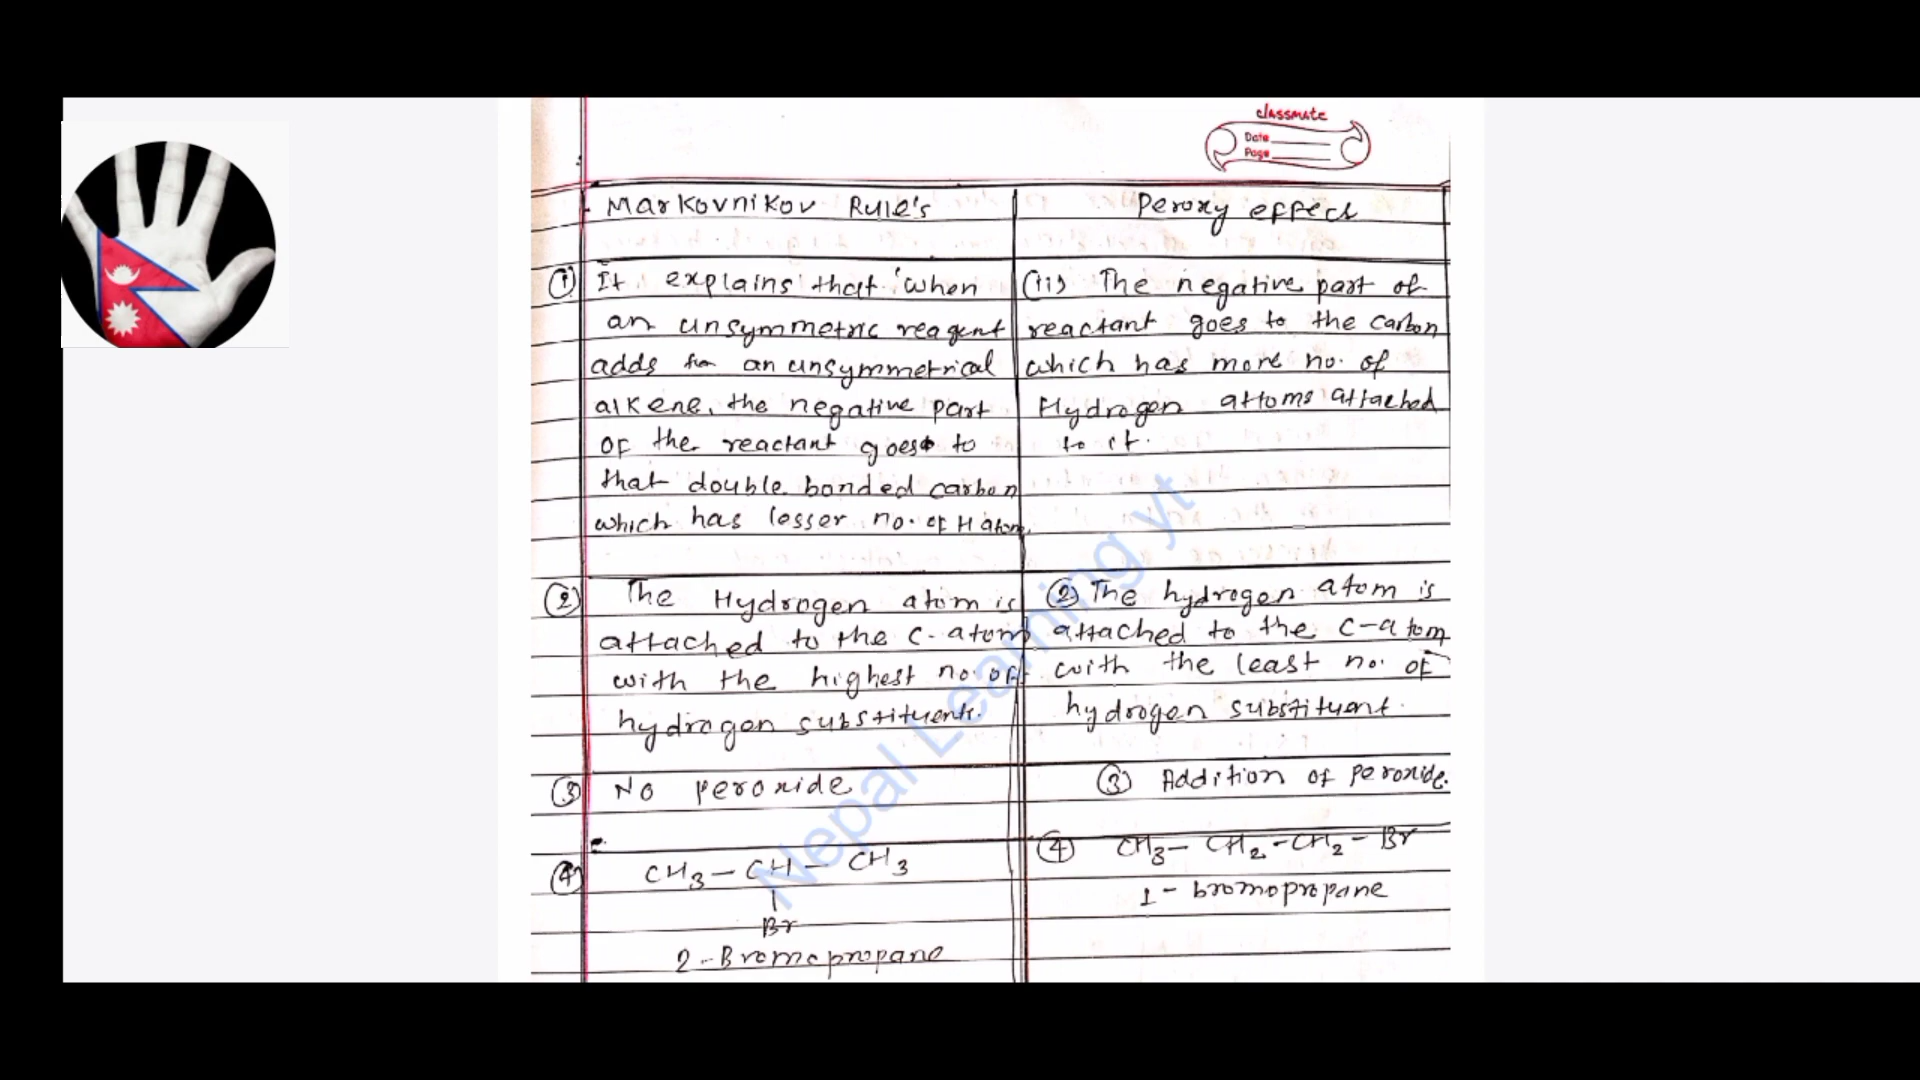 classmate
Date
Page
Markovnikov Rule's
Peroxy effect
① It explains that when
an unsymmetric reagent
adds an unsymmetrical
alkene, the negative part
of the reactant goes to
that double bonded carbon
which has lesser no. of H atom.
(ii) The negative part of
reactant goes to the carbon
which has more no. of
Hydrogen attoms attached
to it.
② The Hydrogen atom is
attached to the C-atom
with the highest no. of
hydrogen substituents.
② The hydrogen atom is
attached to the C-atom
with the least no. of
hydrogen substituent.
③ No peroxide
③ Addition of peroxide.
④ CH3 - CH - CH3
|
Br
2-Bromopropane
④ CH3 - CH2 - CH2 - Br
1 - bromopropane
Nepal Learning yt